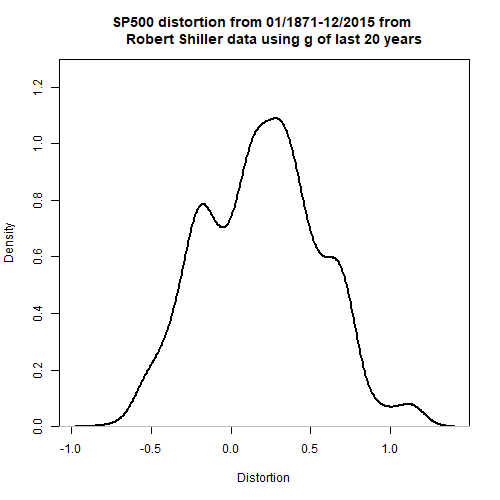 SP500 distortion from 01/1871-12/2015 from
Robert Shiller data using g of last 20 years
Density
1.2
1.0
0.8
0.6
0.4
0.2
0.0
-1.0 -0.5 0.0 0.5 1.0
Distortion